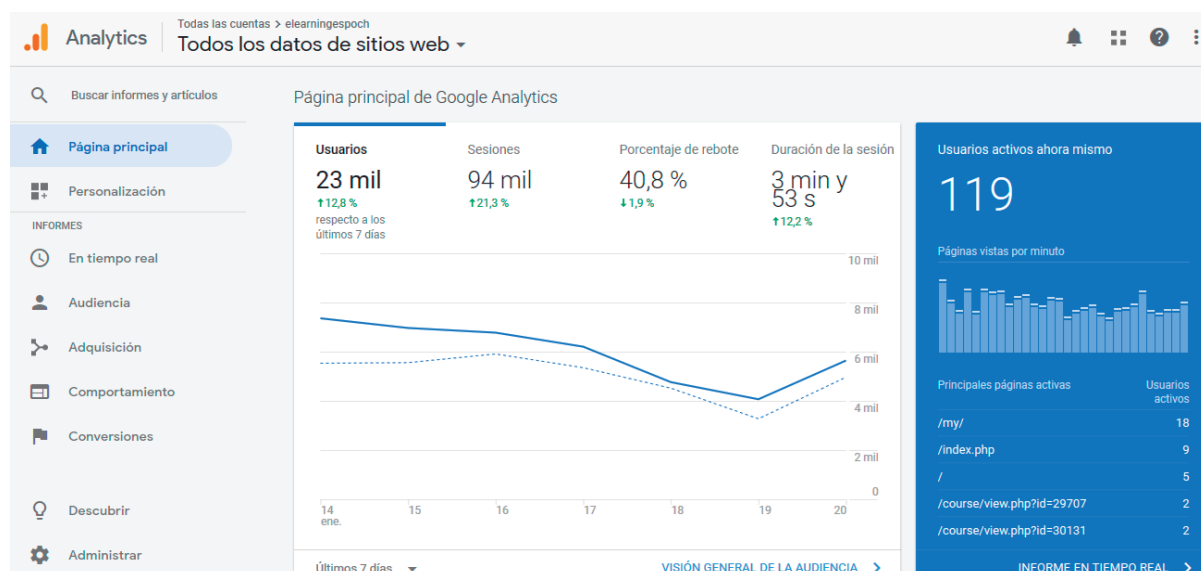 Analytics
Todas las cuentas > elearningespoch
Todos los datos de sitios web
Buscar informes y artículos
Página principal
Personalización
INFORMES
En tiempo real
Audiencia
Adquisición
Comportamiento
Conversiones
Descubrir
Administrar
Página principal de Google Analytics
Usuarios
23 mil
↑12,8 %
respecto a los
últimos 7 días
Sesiones
94 mil
↑21,3 %
Porcentaje de rebote
40,8 %
↓1,9 %
Duración de la sesión
3 min y
53 s
↑12,2 %
10 mil
8 mil
6 mil
4 mil
2 mil
0
14 15 16 17 18 19 20
ene.
Últimos 7 días
VISIÓN GENERAL DE LA AUDIENCIA >
Usuarios activos ahora mismo
119
Páginas vistas por minuto
Principales páginas activas Usuarios
activos
/my/ 18
/index.php 9
/ 5
/course/view.php?id=29707 2
/course/view.php?id=30131 2
INFORME EN TIEMPO REAL >